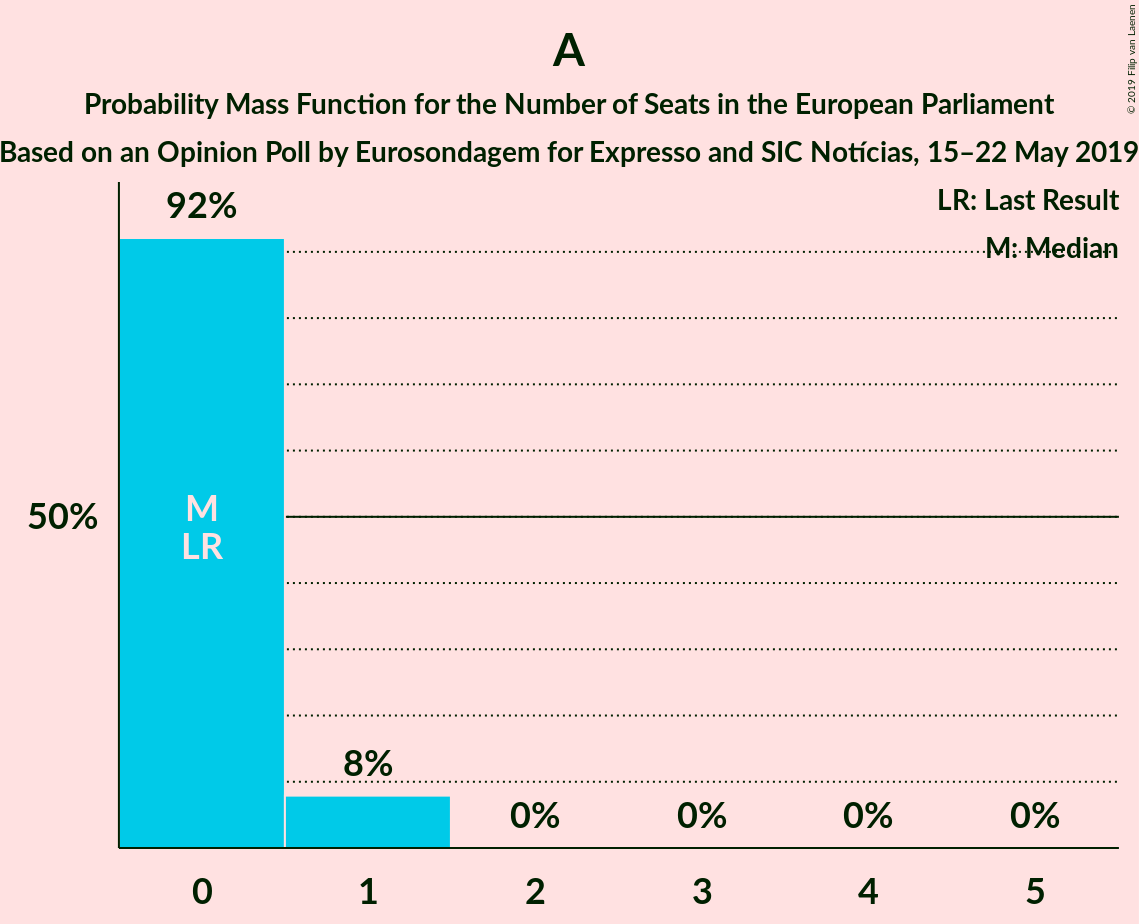 A
Probability Mass Function for the Number of Seats in the European Parliament
Based on an Opinion Poll by Eurosondagem for Expresso and SIC Notícias, 15–22 May 2019
© 2019 Filip van Laenen
LR: Last Result
M: Median
92%
50%
M
LR
8%
0%
0%
0%
0%
0
1
2
3
4
5